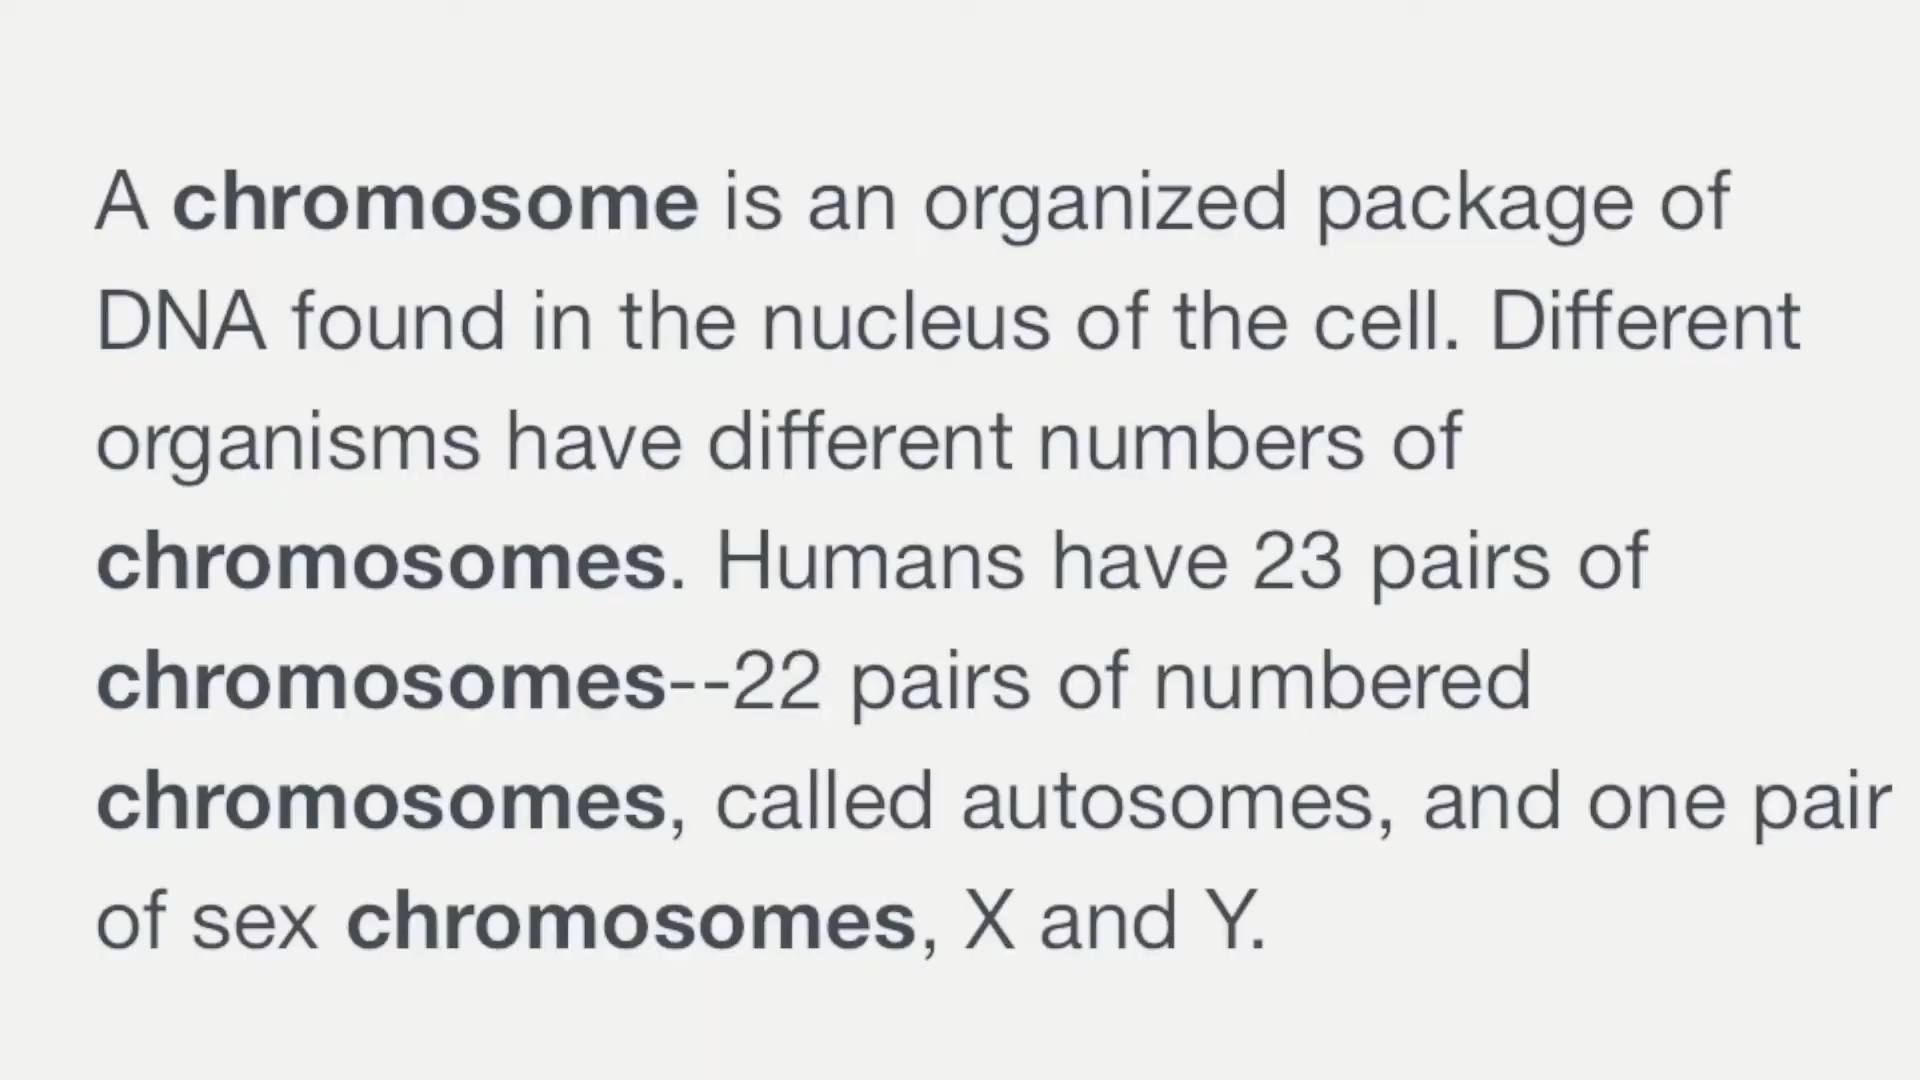 A chromosome is an organized package of
DNA found in the nucleus of the cell. Different
organisms have different numbers of
chromosomes. Humans have 23 pairs of
chromosomes--22 pairs of numbered
chromosomes, called autosomes, and one pair
of sex chromosomes, X and Y.